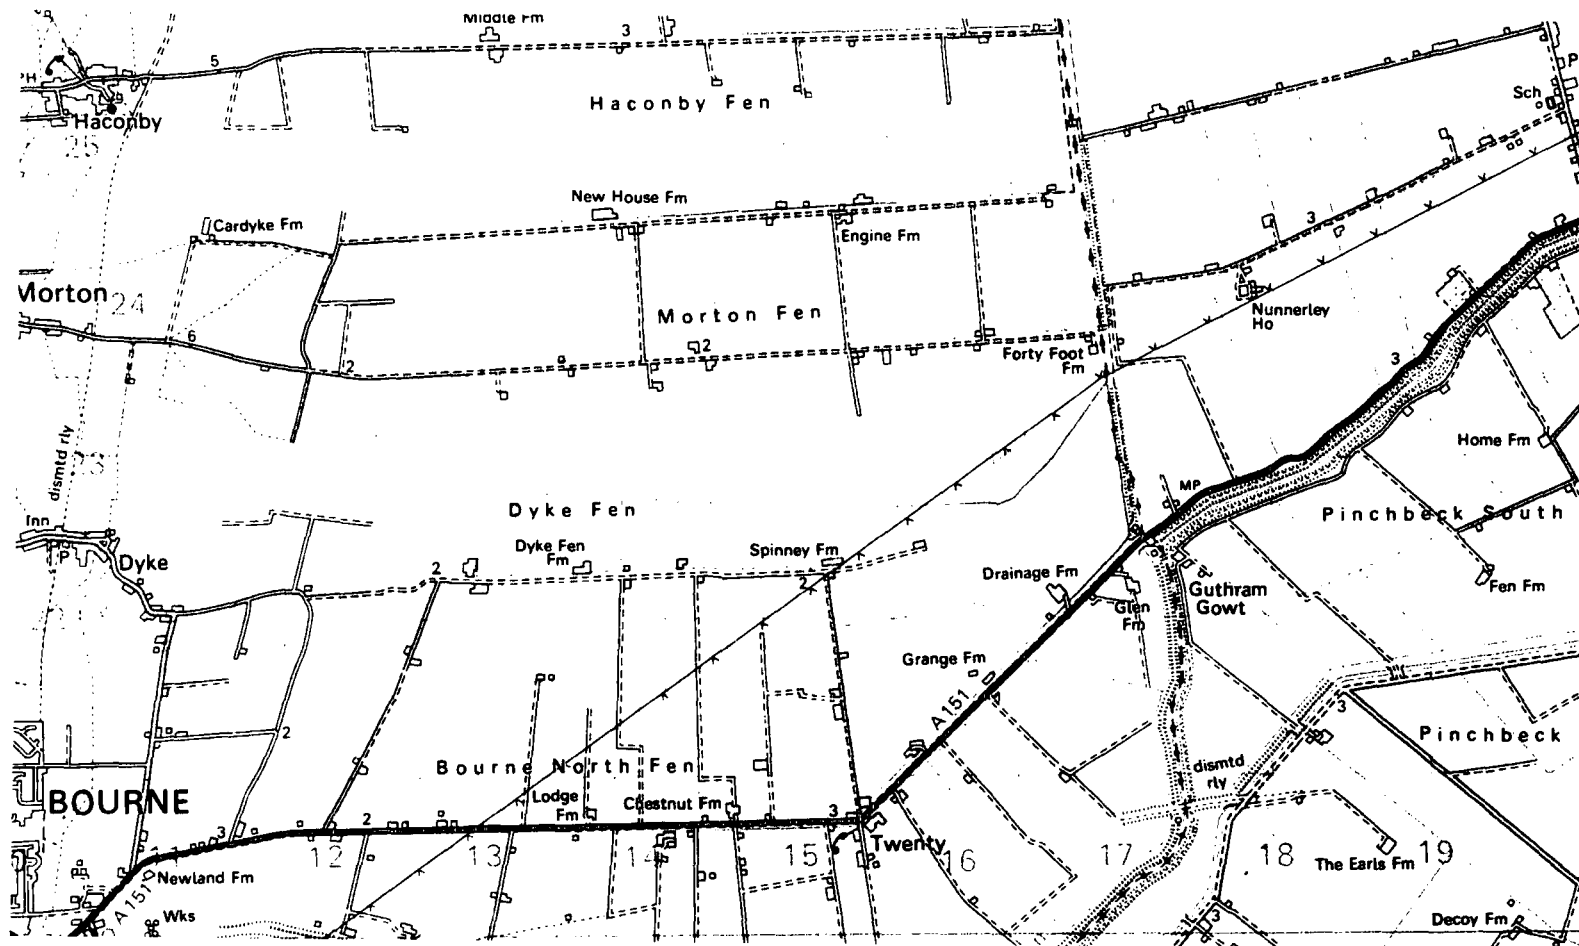 Middle Fm
3
5
PH
P
Haconby Fen
Sch
Haconby
25
New House Fm
Cardyke Fm
3
Engine Fm
Morton
24
Morton Fen
Nunnerley
Ho
6
2
2
Forty Foot
Fm
3
dismtd rly
Home Fm
MP
Inn
Dyke Fen
Pinchbeck South
P
Dyke
Dyke Fen
Fm
Spinney Fm
2
2
Drainage Fm
Guthram
Gowt
Fen Fm
Glen
Fm
Grange Fm
A 151
3
2
Pinchbeck
Bourne North Fen
dismtd
rly
BOURNE
Lodge
Fm
Chestnut Fm
3
2
3
Twenty
12
13
14
15
16
17
18
19
The Earls Fm
Newland Fm
A 151
Wks
3
Decoy Fm